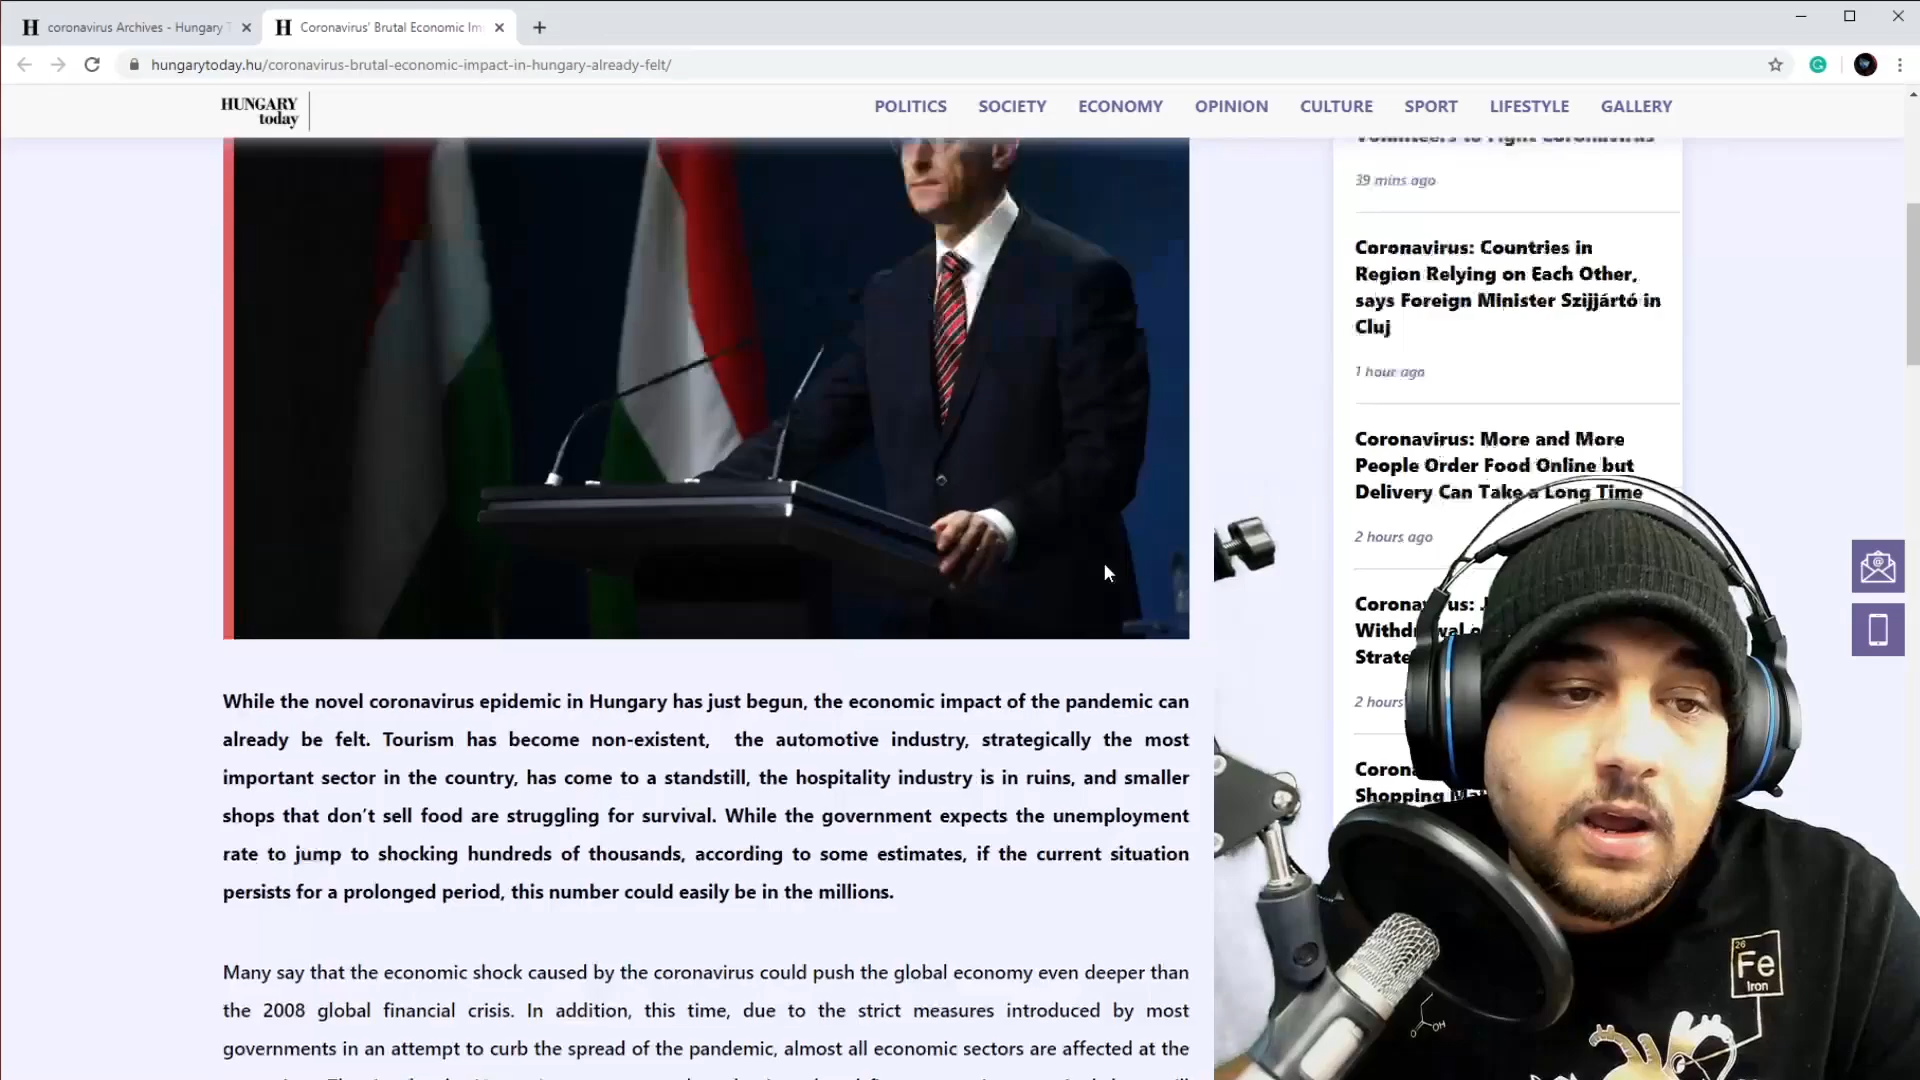 coronavirus Archives - Hungary T
Coronavirus' Brutal Economic Im
hungarytoday.hu/coronavirus-brutal-economic-impact-in-hungary-already-felt/
HUNGARY
today
POLITICS SOCIETY ECONOMY OPINION CULTURE SPORT LIFESTYLE GALLERY
Volunteers to Fight Coronavirus
39 mins ago
Coronavirus: Countries in
Region Relying on Each Other,
says Foreign Minister Szijjártó in
Cluj
1 hour ago
Coronavirus: More and More
People Order Food Online but
Delivery Can Take a Long Time
2 hours ago
2 hours
While the novel coronavirus epidemic in Hungary has just begun, the economic impact of the pandemic can
already be felt. Tourism has become non-existent, the automotive industry, strategically the most
important sector in the country, has come to a standstill, the hospitality industry is in ruins, and smaller
shops that don't sell food are struggling for survival. While the government expects the unemployment
rate to jump to shocking hundreds of thousands, according to some estimates, if the current situation
persists for a prolonged period, this number could easily be in the millions.
Many say that the economic shock caused by the coronavirus could push the global economy even deeper than
the 2008 global financial crisis. In addition, this time, due to the strict measures introduced by most
governments in an attempt to curb the spread of the pandemic, almost all economic sectors are affected at the
26
Fe
Iron
OH